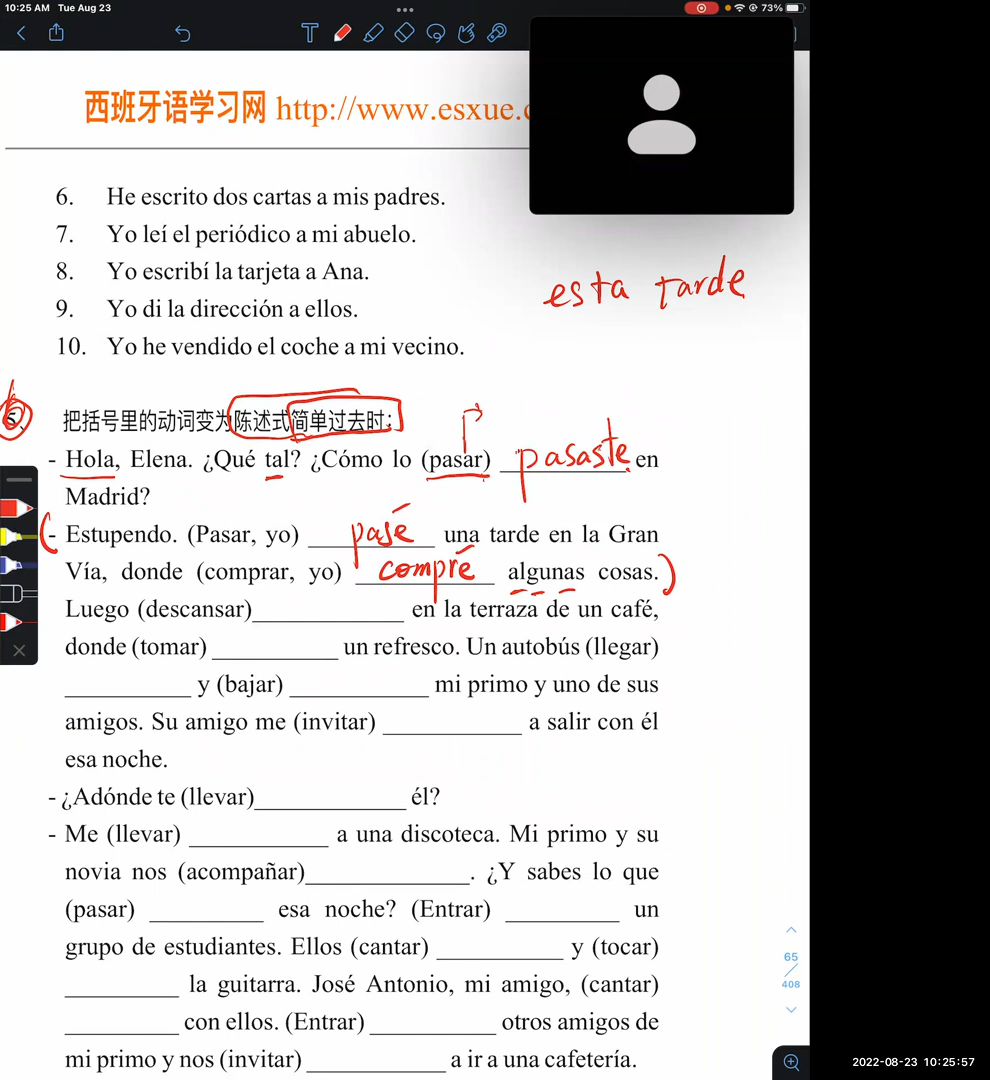 10:25 AM Tue Aug 23
73%
西班牙语学习网 http://www.esxue.c
6. He escrito dos cartas a mis padres.
7. Yo leí el periódico a mi abuelo.
8. Yo escribí la tarjeta a Ana.
esta tarde
9. Yo di la dirección a ellos.
10. Yo he vendido el coche a mi vecino.
5、 把括号里的动词变为陈述式简单过去时：
- Hola, Elena. ¿Qué tal? ¿Cómo lo (pasar) pasaste en
Madrid?
- Estupendo. (Pasar, yo) pasé una tarde en la Gran
Vía, donde (comprar, yo) compré algunas cosas.
Luego (descansar)____________ en la terraza de un café,
donde (tomar) __________ un refresco. Un autobús (llegar)
__________ y (bajar) ___________ mi primo y uno de sus
amigos. Su amigo me (invitar) ___________ a salir con él
esa noche.
- ¿Adónde te (llevar)____________ él?
- Me (llevar) ___________ a una discoteca. Mi primo y su
novia nos (acompañar)_____________. ¿Y sabes lo que
(pasar) _________ esa noche? (Entrar) _________ un
grupo de estudiantes. Ellos (cantar) __________ y (tocar)
_________ la guitarra. José Antonio, mi amigo, (cantar)
_________ con ellos. (Entrar) __________ otros amigos de
mi primo y nos (invitar) ___________ a ir a una cafetería.
65
408
2022-08-23 10:25:57